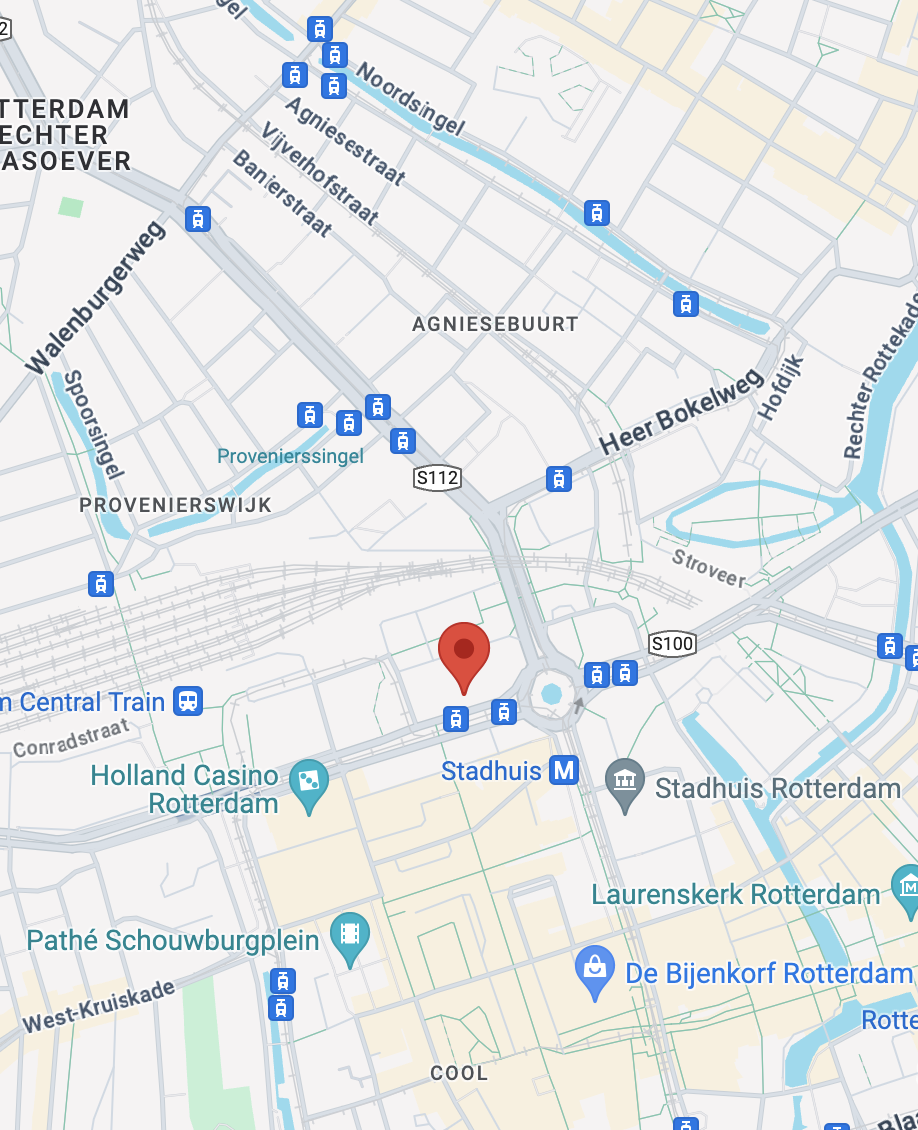 gel
2
Noordsingel
TTERDAM
ECHTER
ASOEVER
Agniesestraat
Vijverhofstraat
Banierstraat
Walenburgerweg
AGNIESEBUURT
Rechter Rottekade
Hofdijk
Heer Bokelweg
Spoorsingel
Provenierssingel
S112
PROVENIERSWIJK
Stroveer
S100
m Central Train
Conradstraat
Stadhuis
M
Holland Casino
Rotterdam
Stadhuis Rotterdam
Laurenskerk Rotterdam
M
Pathé Schouwburgplein
De Bijenkorf Rotterdam
West-Kruiskade
Rotte
COOL
Blaa